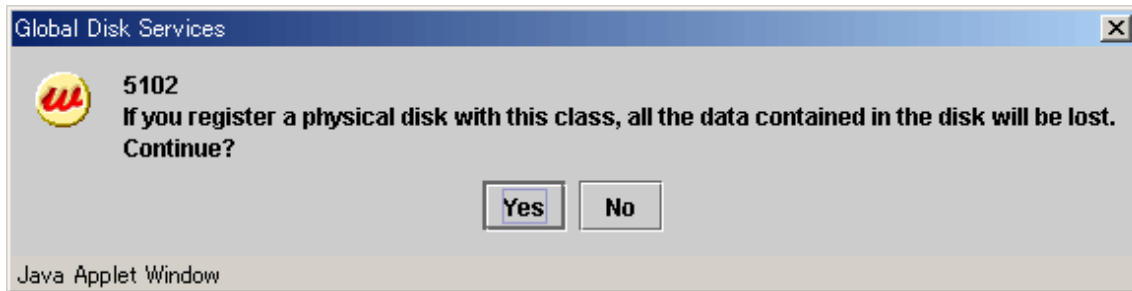 Global Disk Services
5102
If you register a physical disk with this class, all the data contained in the disk will be lost.
Continue?
Yes No
Java Applet Window